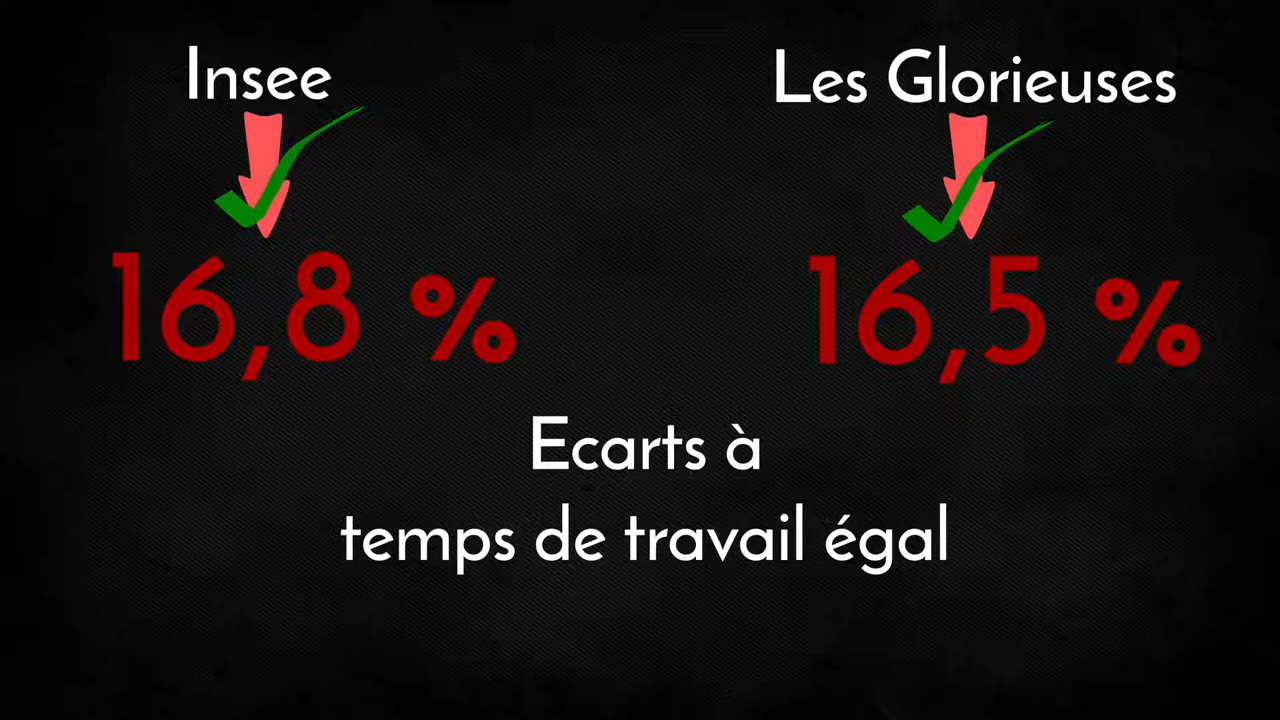 Insee
Les Glorieuses
16,8 %
16,5 %
Ecarts à
temps de travail égal